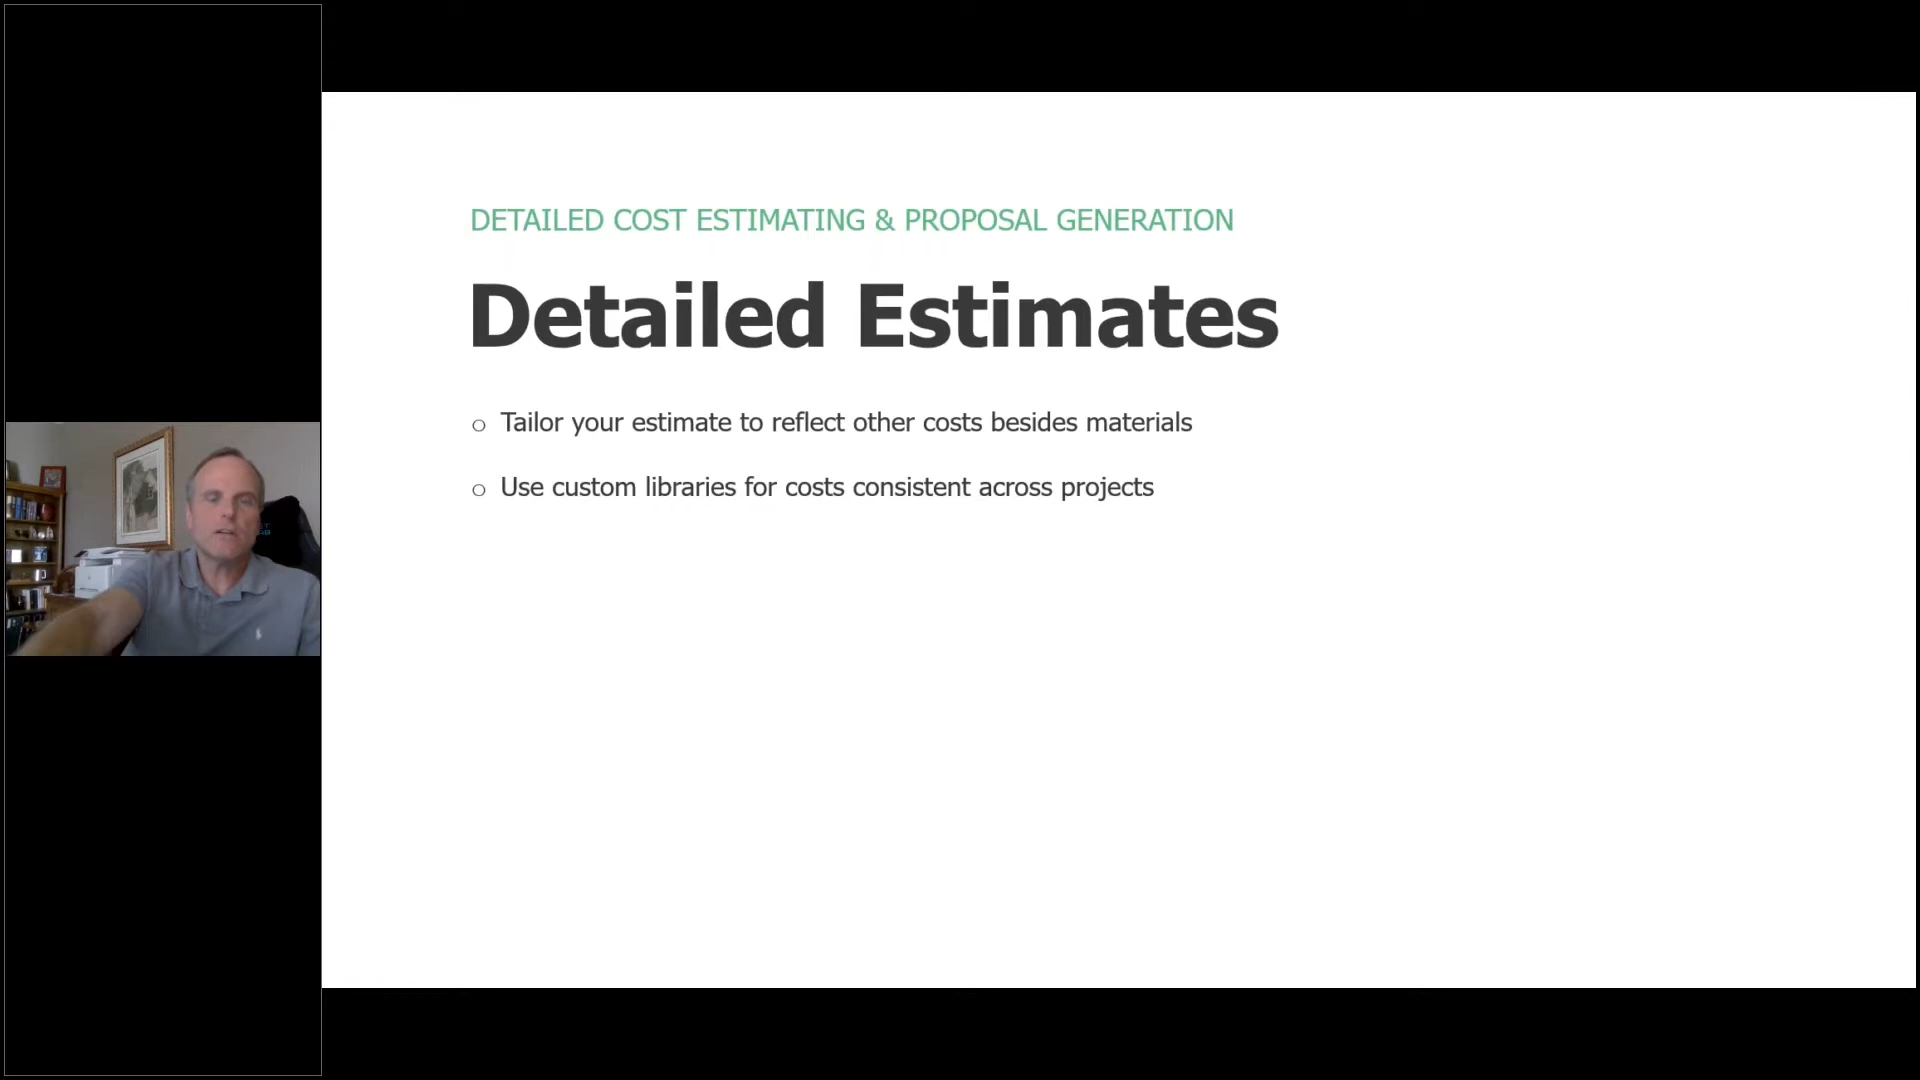 DETAILED COST ESTIMATING & PROPOSAL GENERATION
Detailed Estimates
○ Tailor your estimate to reflect other costs besides materials
○ Use custom libraries for costs consistent across projects